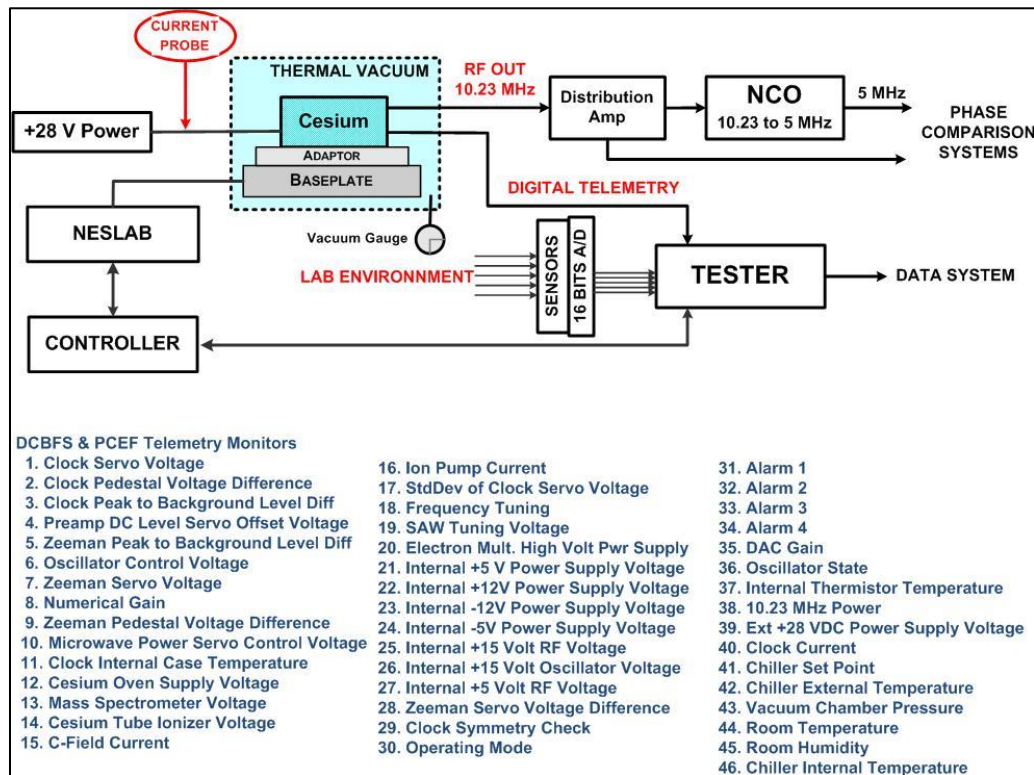 CURRENT
PROBE
THERMAL VACUUM
RF OUT
10.23 MHz
+28 V Power
Cesium
ADAPTOR
BASEPLATE
Distribution
Amp
NCO
10.23 to 5 MHz
5 MHz
PHASE
COMPARISON
SYSTEMS
DIGITAL TELEMETRY
NESLAB
Vacuum Gauge
LAB ENVIRONNMENT
SENSORS
16 BITS A/D
TESTER
DATA SYSTEM
CONTROLLER
DCBFS & PCEF Telemetry Monitors
1. Clock Servo Voltage
2. Clock Pedestal Voltage Difference
3. Clock Peak to Background Level Diff
4. Preamp DC Level Servo Offset Voltage
5. Zeeman Peak to Background Level Diff
6. Oscillator Control Voltage
7. Zeeman Servo Voltage
8. Numerical Gain
9. Zeeman Pedestal Voltage Difference
10. Microwave Power Servo Control Voltage
11. Clock Internal Case Temperature
12. Cesium Oven Supply Voltage
13. Mass Spectrometer Voltage
14. Cesium Tube Ionizer Voltage
15. C-Field Current
16. Ion Pump Current
17. StdDev of Clock Servo Voltage
18. Frequency Tuning
19. SAW Tuning Voltage
20. Electron Mult. High Volt Pwr Supply
21. Internal +5 V Power Supply Voltage
22. Internal +12V Power Supply Voltage
23. Internal -12V Power Supply Voltage
24. Internal -5V Power Supply Voltage
25. Internal +15 Volt RF Voltage
26. Internal +15 Volt Oscillator Voltage
27. Internal +5 Volt RF Voltage
28. Zeeman Servo Voltage Difference
29. Clock Symmetry Check
30. Operating Mode
31. Alarm 1
32. Alarm 2
33. Alarm 3
34. Alarm 4
35. DAC Gain
36. Oscillator State
37. Internal Thermistor Temperature
38. 10.23 MHz Power
39. Ext +28 VDC Power Supply Voltage
40. Clock Current
41. Chiller Set Point
42. Chiller External Temperature
43. Vacuum Chamber Pressure
44. Room Temperature
45. Room Humidity
46. Chiller Internal Temperature